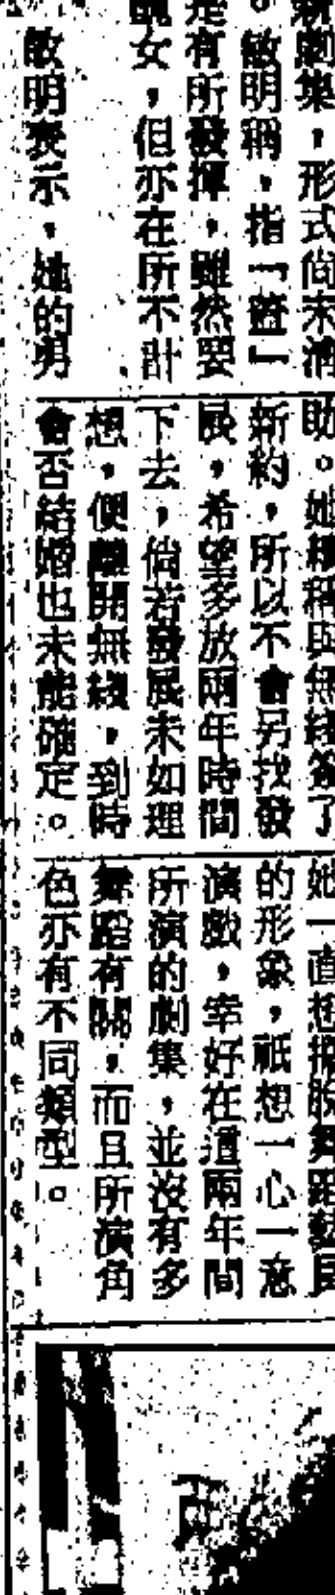 新劇集，形式尚未清
。敏明稱，指「」
是有所發揮，雖然要
醜女，但亦在所不計
敏明表示，她的男
助。她無綫簽了
新約，所以不會另找發
展，希望多放兩年時間
下去，倘若發展未如理
想，便離開無綫，到時
會否結婚也未能確定。
她一直想擺脫舞蹈藝員
的形象，祇想一心一意
演戲，幸好在這兩年間
所演的劇集，並沒有多
舞蹈有關，而且所演角
色亦有不同類型。